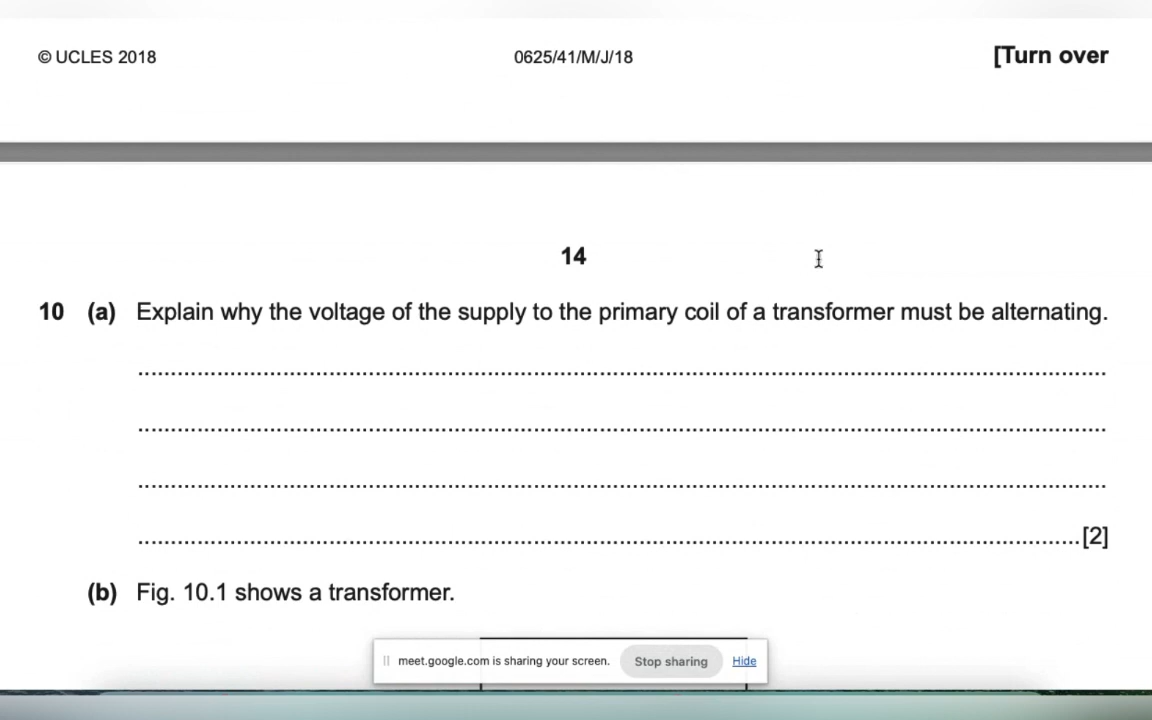 © UCLES 2018 0625/41/M/J/18 [Turn over
14
10 (a) Explain why the voltage of the supply to the primary coil of a transformer must be alternating.
[2]
(b) Fig. 10.1 shows a transformer.
meet.google.com is sharing your screen. Stop sharing Hide